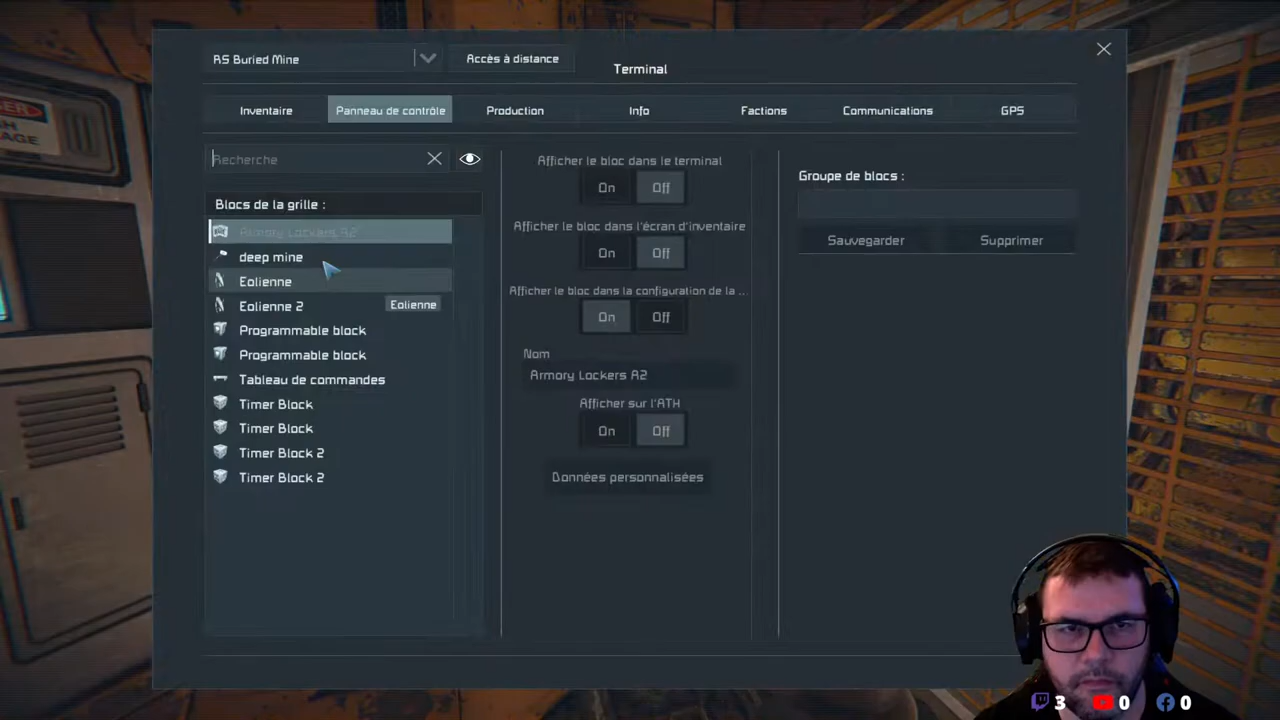 RS Buried Mine
Accès à distance
Terminal
Inventaire
Panneau de contrôle
Production
Info
Factions
Communications
GPS
Recherche
Blocs de la grille :
Armory Lockers A2
deep mine
Eolienne
Eolienne 2
Eolienne
Programmable block
Programmable block
Tableau de commandes
Timer Block
Timer Block
Timer Block 2
Timer Block 2
Afficher le bloc dans le terminal
On Off
Afficher le bloc dans l'écran d'inventaire
On Off
Afficher le bloc dans la configuration de la ...
On Off
Nom
Armory Lockers A2
Afficher sur l'ATH
On Off
Données personnalisées
Groupe de blocs :
Sauvegarder
Supprimer
3 0 0